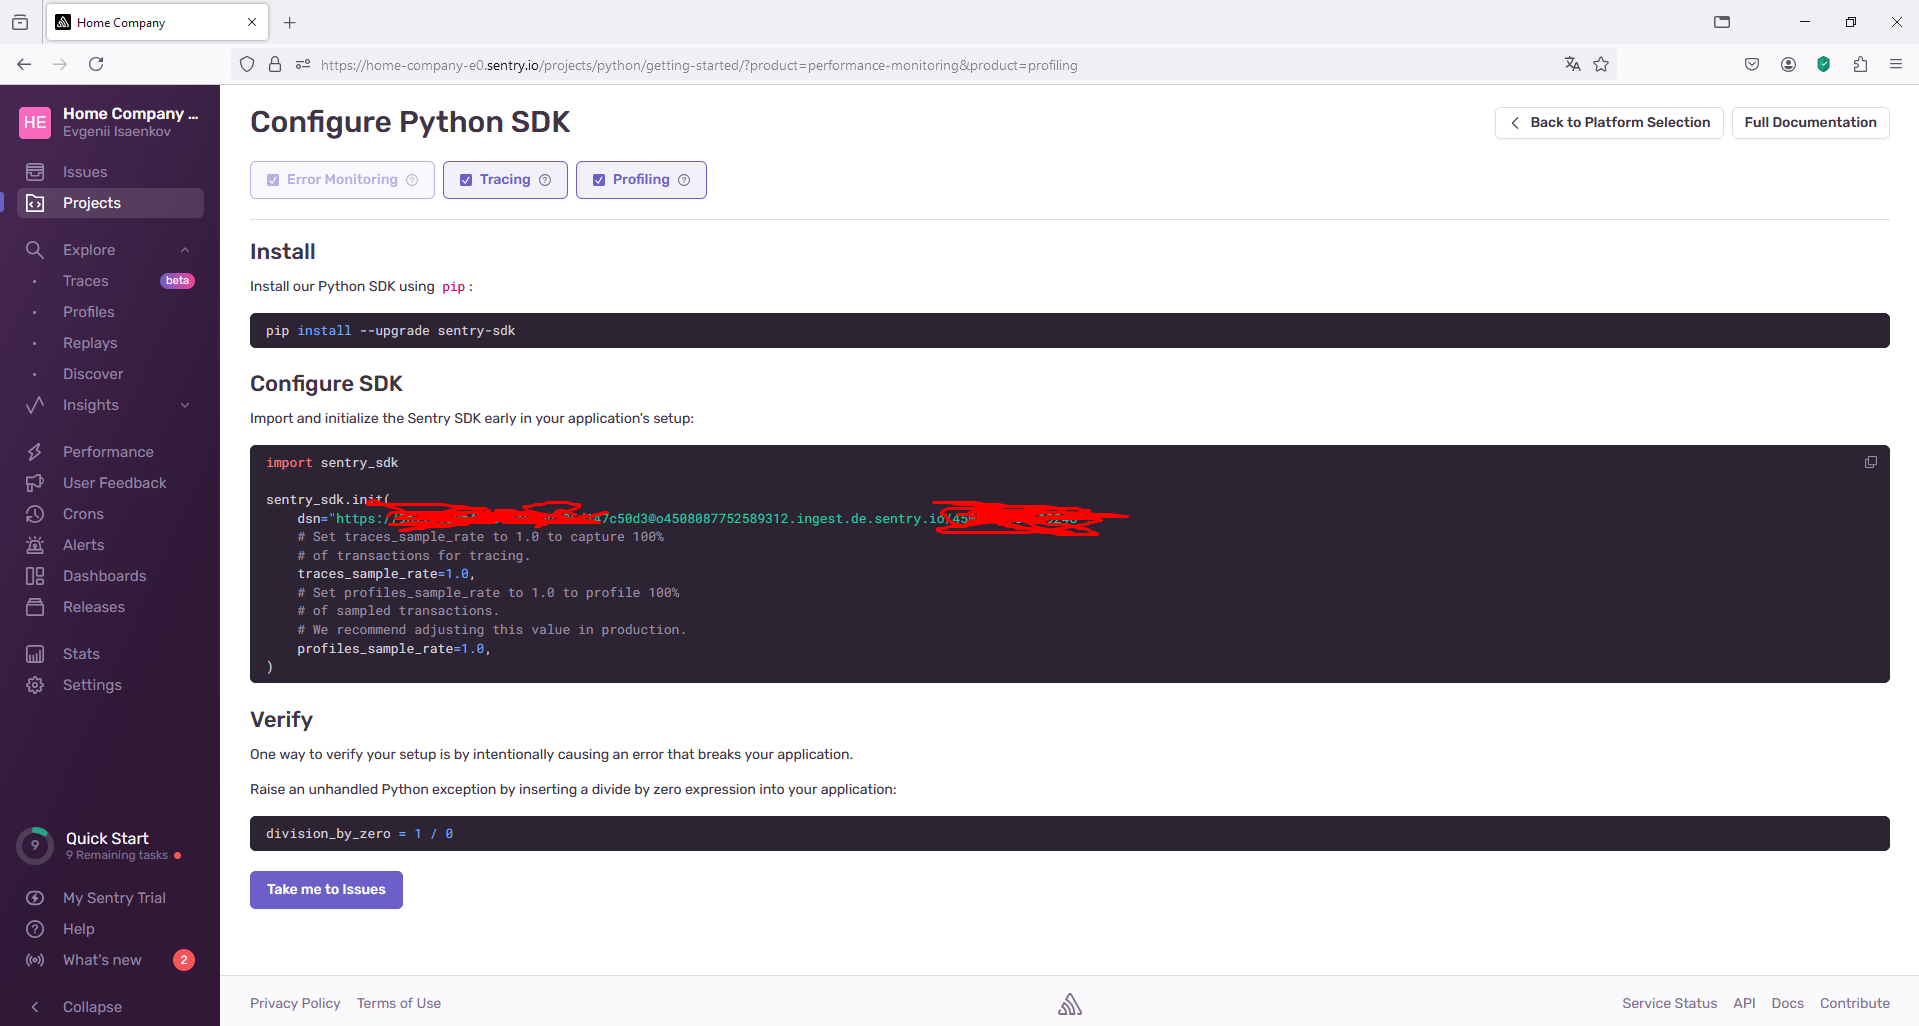 Home Company
https://home-company-e0.sentry.io/projects/python/getting-started/?product=performance-monitoring&product=profiling
HE
Home Company ...
Evgenii Isaenkov
Issues
Projects
Explore
Traces
beta
Profiles
Replays
Discover
Insights
Performance
User Feedback
Crons
Alerts
Dashboards
Releases
Stats
Settings
9
Quick Start
9 Remaining tasks
My Sentry Trial
Help
What's new
2
Collapse
Configure Python SDK
Back to Platform Selection
Full Documentation
Error Monitoring
Tracing
Profiling
Install
Install our Python SDK using pip:
pip install --upgrade sentry-sdk
Configure SDK
Import and initialize the Sentry SDK early in your application's setup:
import sentry_sdk
sentry_sdk.init(
dsn="https:/ 47c50d3@o4508087752589312.ingest.de.sentry.io/45
# Set traces_sample_rate to 1.0 to capture 100%
# of transactions for tracing.
traces_sample_rate=1.0,
# Set profiles_sample_rate to 1.0 to profile 100%
# of sampled transactions.
# We recommend adjusting this value in production.
profiles_sample_rate=1.0,
)
Verify
One way to verify your setup is by intentionally causing an error that breaks your application.
Raise an unhandled Python exception by inserting a divide by zero expression into your application:
division_by_zero = 1 / 0
Take me to Issues
Privacy Policy
Terms of Use
Service Status
API
Docs
Contribute